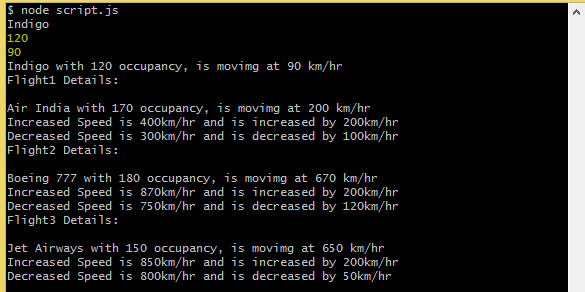 $ node script.js
Indigo
120
90
Indigo with 120 occupancy, is movimg at 90 km/hr
Flight1 Details:
Air India with 170 occupancy, is movimg at 200 km/hr
Increased Speed is 400km/hr and is increased by 200km/hr
Decreased Speed is 300km/hr and is decreased by 100km/hr
Flight2 Details:
Boeing 777 with 180 occupancy, is movimg at 670 km/hr
Increased Speed is 870km/hr and is increased by 200km/hr
Decreased Speed is 750km/hr and is decreased by 120km/hr
Flight3 Details:
Jet Airways with 150 occupancy, is movimg at 650 km/hr
Increased Speed is 850km/hr and is increased by 200km/hr
Decreased Speed is 800km/hr and is decreased by 50km/hr